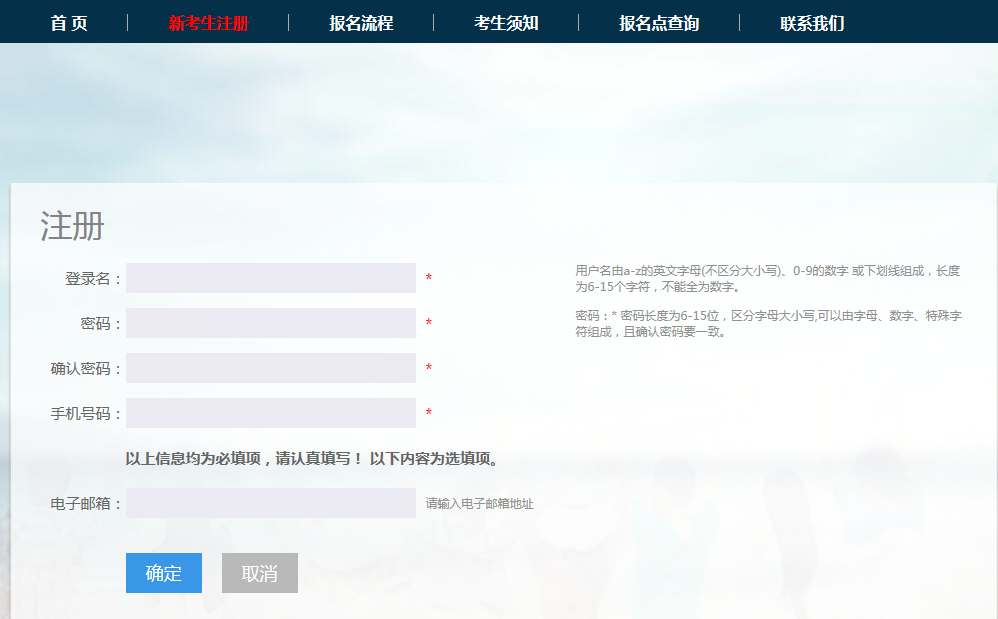 首 页 新考生注册 报名流程 考生须知 报名点查询 联系我们
注册
登录名： *
用户名由a-z的英文字母(不区分大小写)、0-9的数字 或下划线组成，长度
为6-15个字符，不能全为数字。
密码： *
密码：* 密码长度为6-15位，区分字母大小写,可以由字母、数字、特殊字
符组成，且确认密码要一致。
确认密码： *
手机号码： *
以上信息均为必填项，请认真填写！ 以下内容为选填项。
电子邮箱： 请输入电子邮箱地址
确定 取消